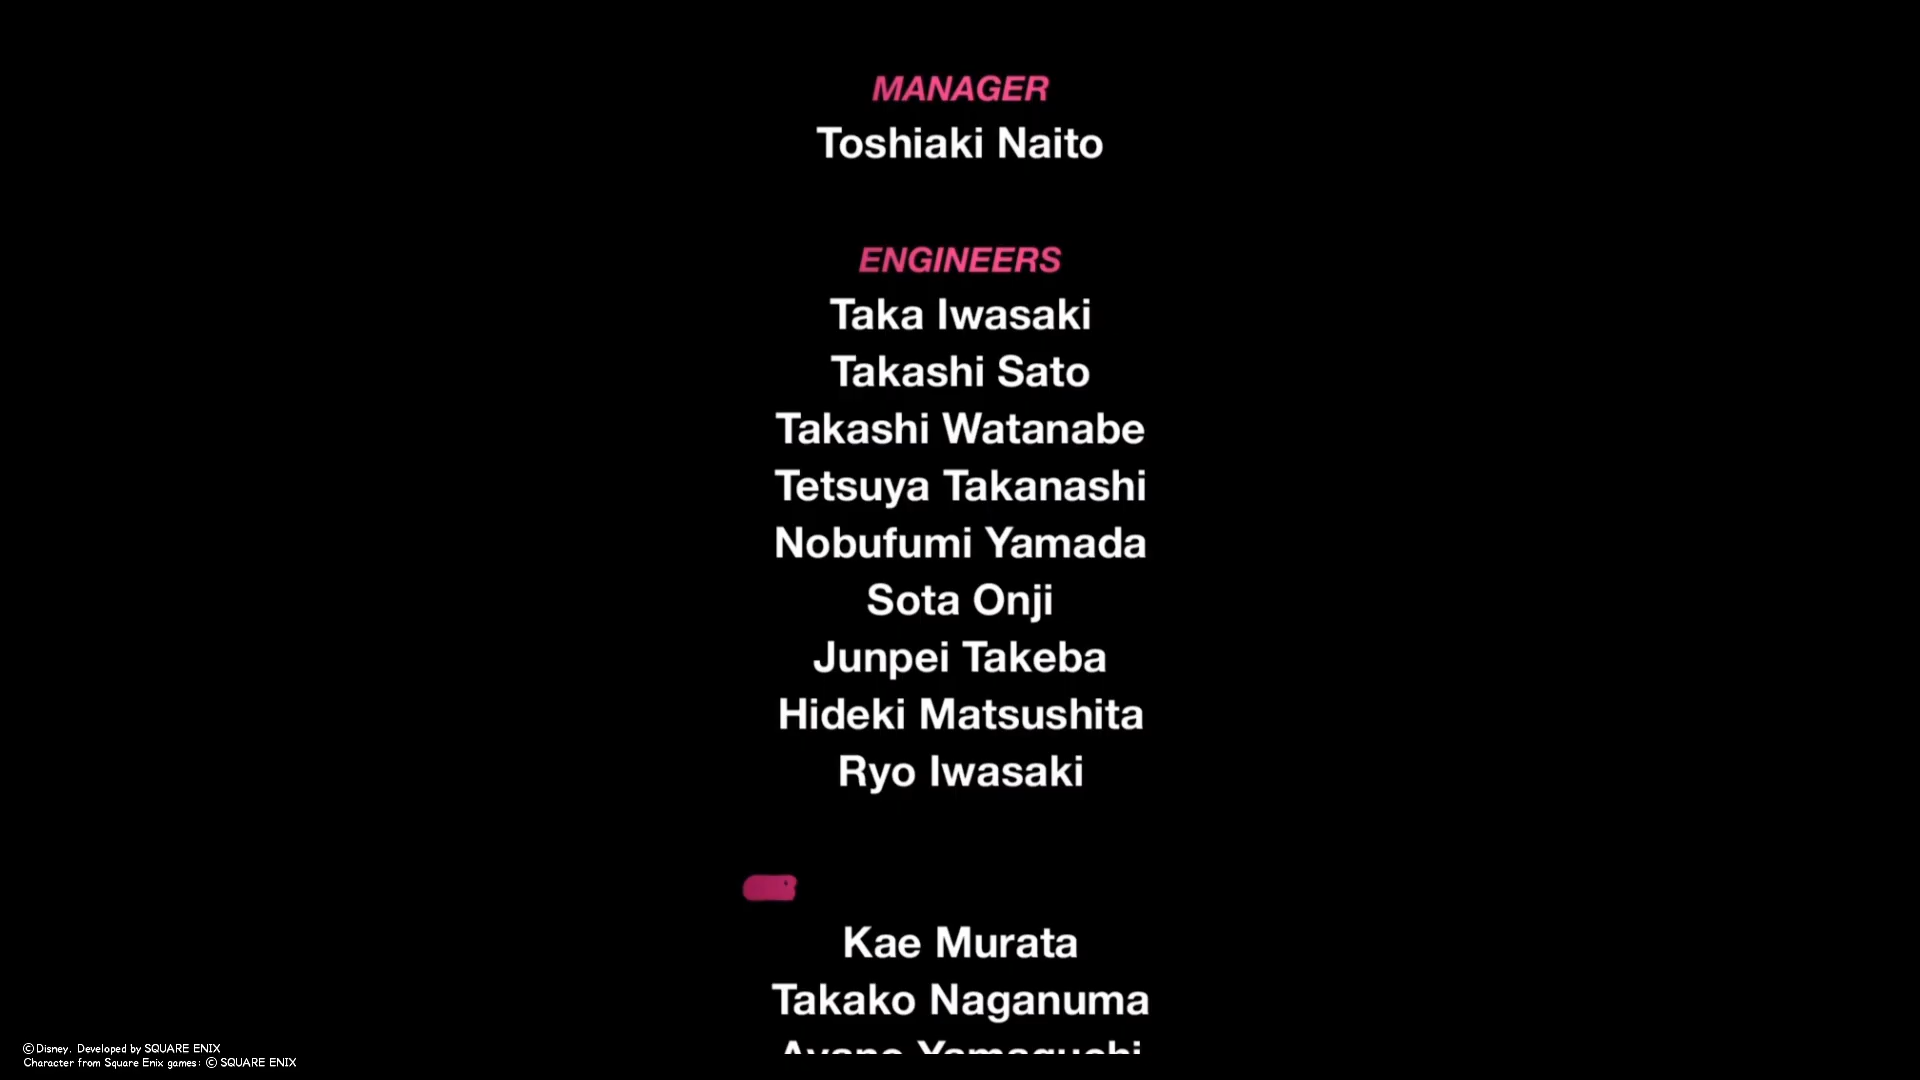 MANAGER
Toshiaki Naito
ENGINEERS
Taka Iwasaki
Takashi Sato
Takashi Watanabe
Tetsuya Takanashi
Nobufumi Yamada
Sota Onji
Junpei Takeba
Hideki Matsushita
Ryo Iwasaki
Kae Murata
Takako Naganuma
Ayano Yamaguchi
©Disney. Developed by SQUARE ENIX
Character from Square Enix games: © SQUARE ENIX